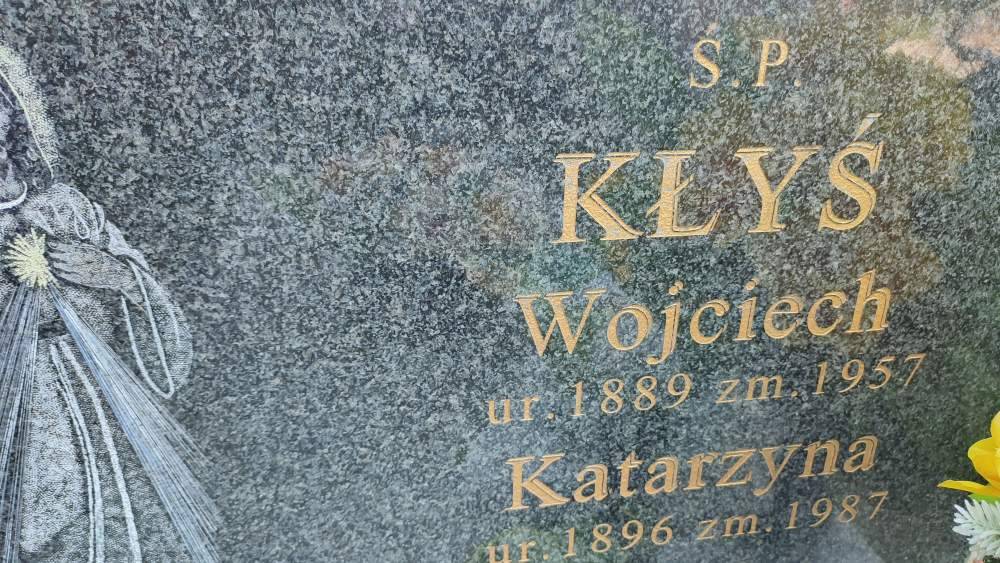 Ś.P.
KŁYŚ
Wojciech
ur. 1889 zm. 1957
Katarzyna
ur. 1896 zm. 1987